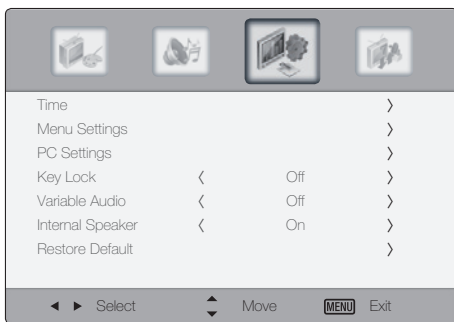 Time
Menu Settings
PC Settings
Key Lock Off
Variable Audio Off
Internal Speaker On
Restore Default
Select Move MENU Exit